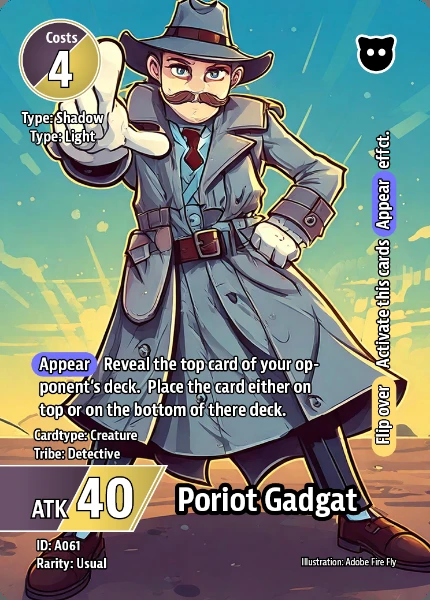 Costs
4
Type: Shadow
Type: Light
Flip over Activate this cards Appear effct.
Appear Reveal the top card of your op-
ponent's deck. Place the card either on
top or on the bottom of there deck.
Cardtype: Creature
Tribe: Detective
ATK 40
Poriot Gadgat
ID: A061
Rarity: Usual
Illustration: Adobe Fire Fly